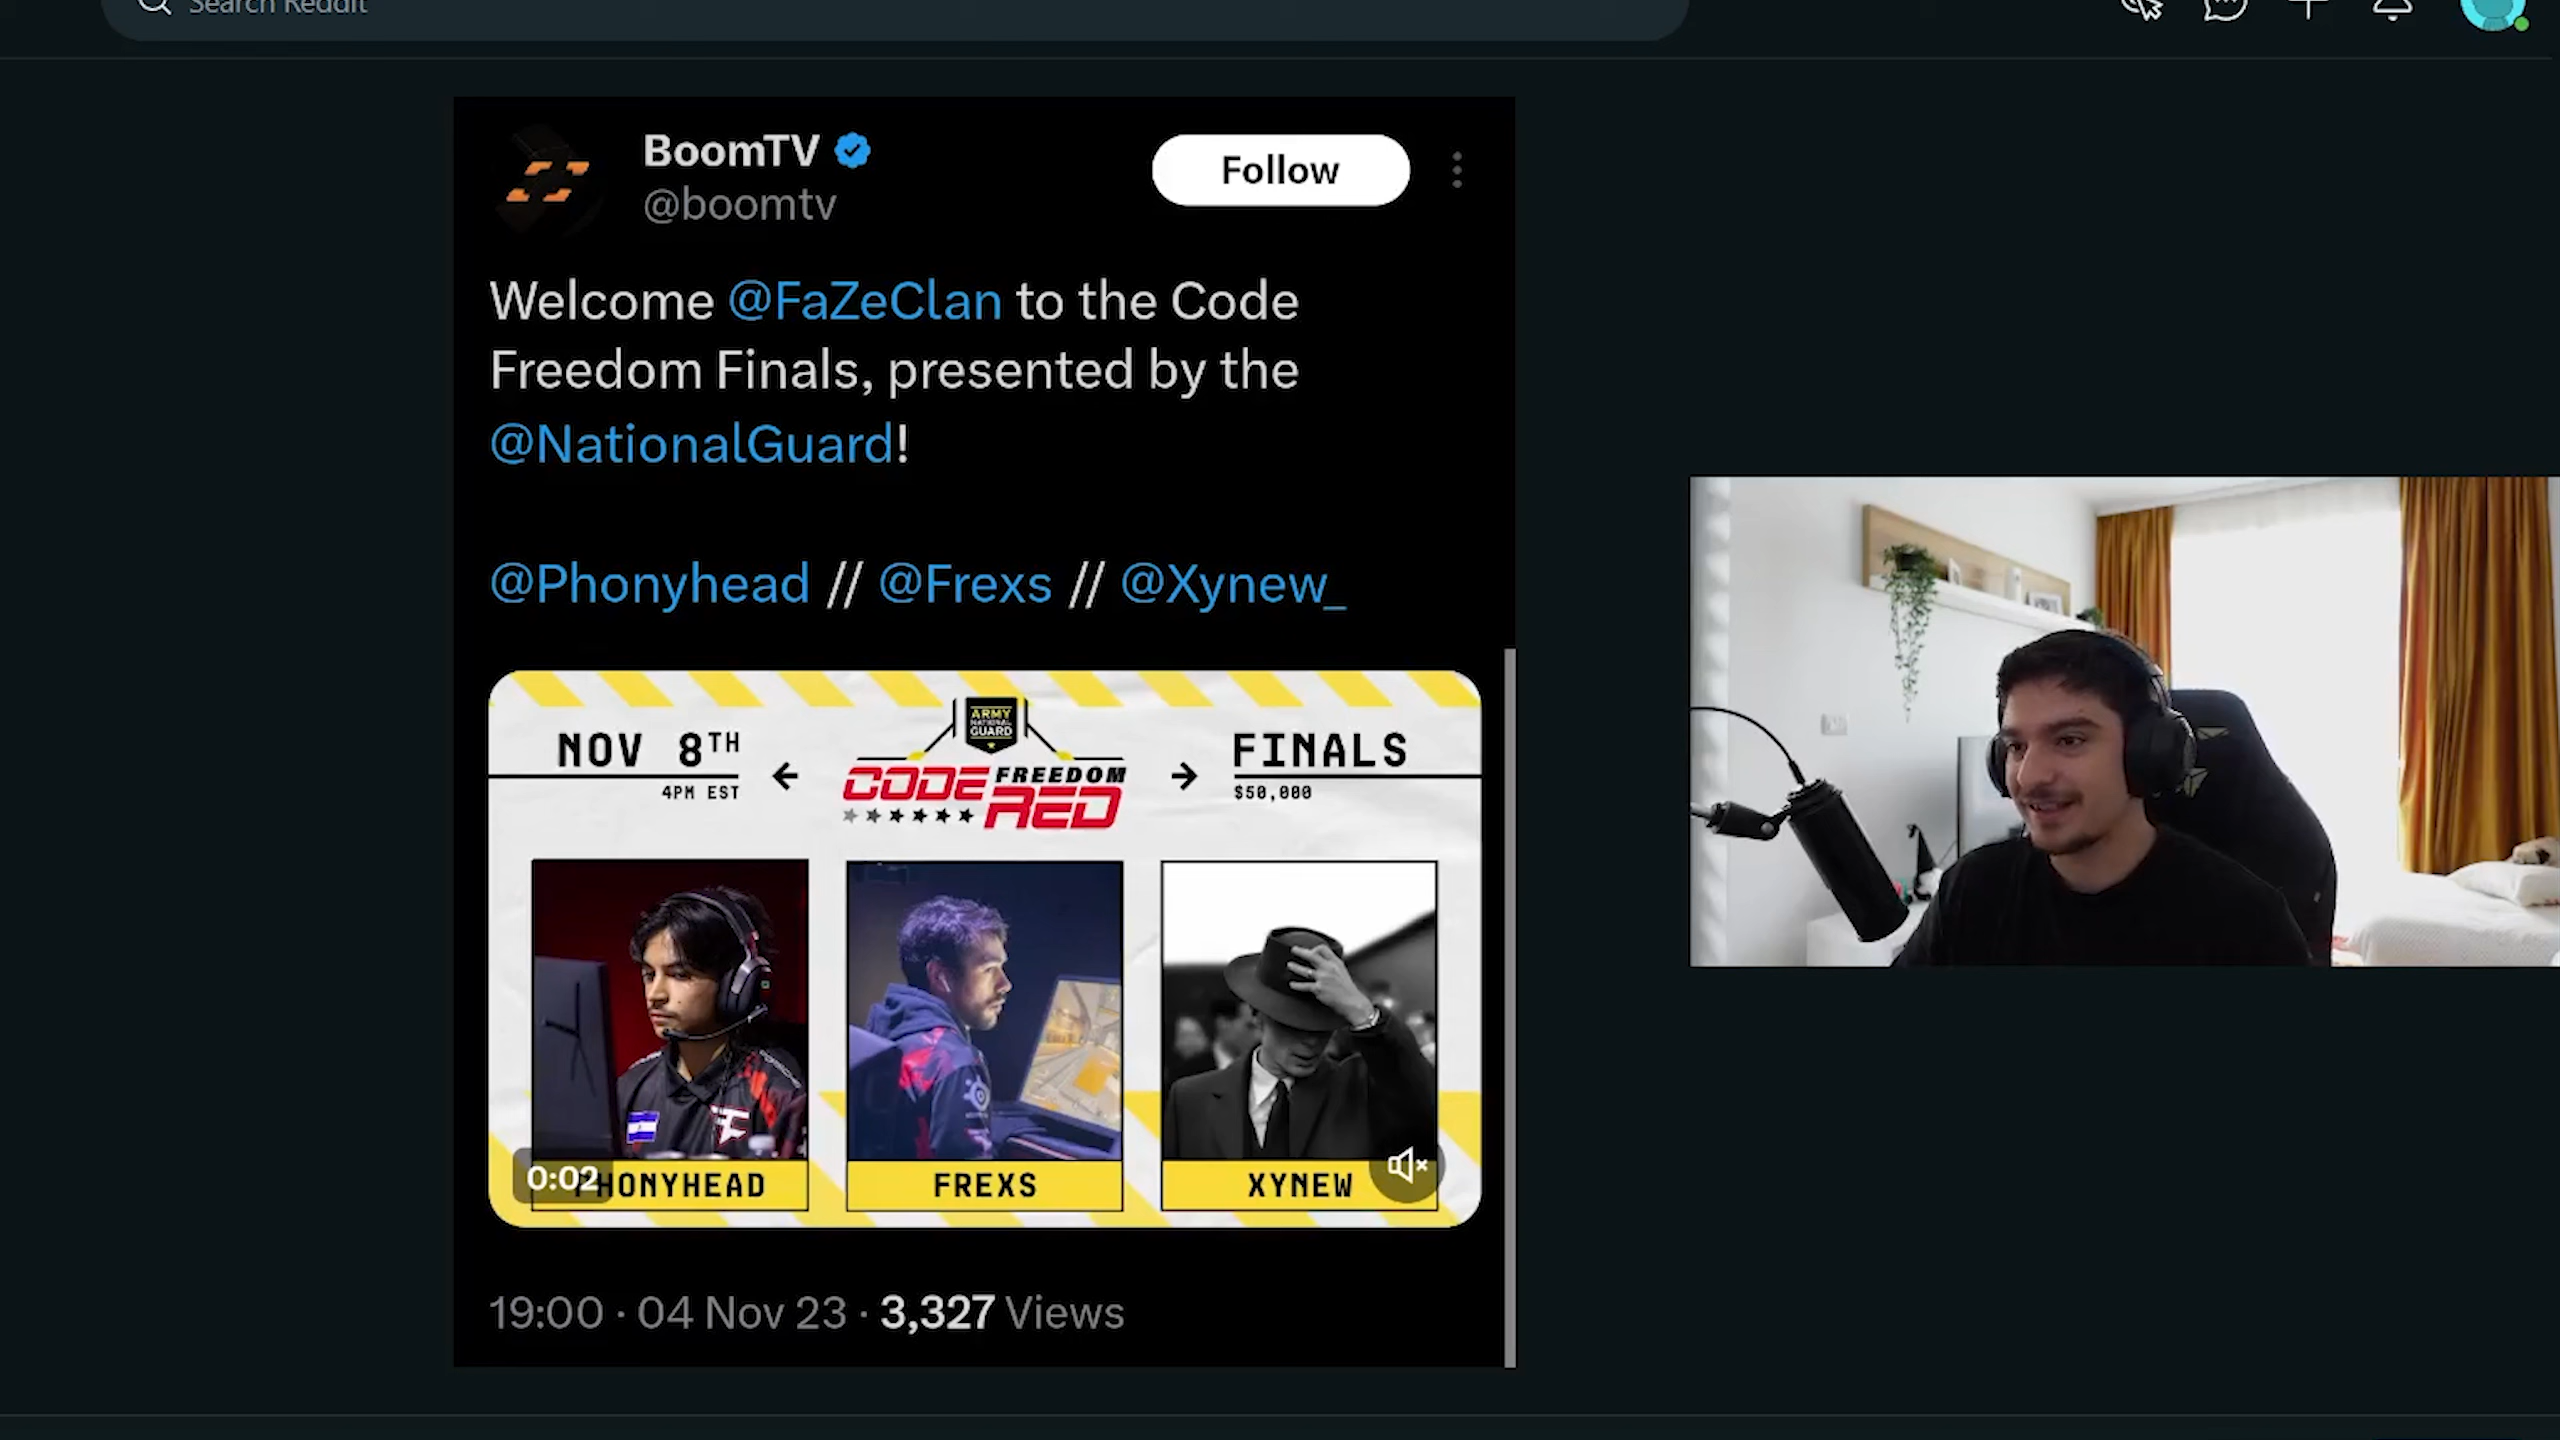 Search Reddit
BoomTV
@boomtv
Follow
Welcome @FaZeClan to the Code
Freedom Finals, presented by the
@NationalGuard!
@Phonyhead // @Frexs // @Xynew_
ARMY
NATIONAL
GUARD
NOV 8TH
4PM EST
CODE FREEDOM
RED
FINALS
$50,000
0:02
HONYHEAD
FREXS
XYNEW
19:00 · 04 Nov 23 · 3,327 Views